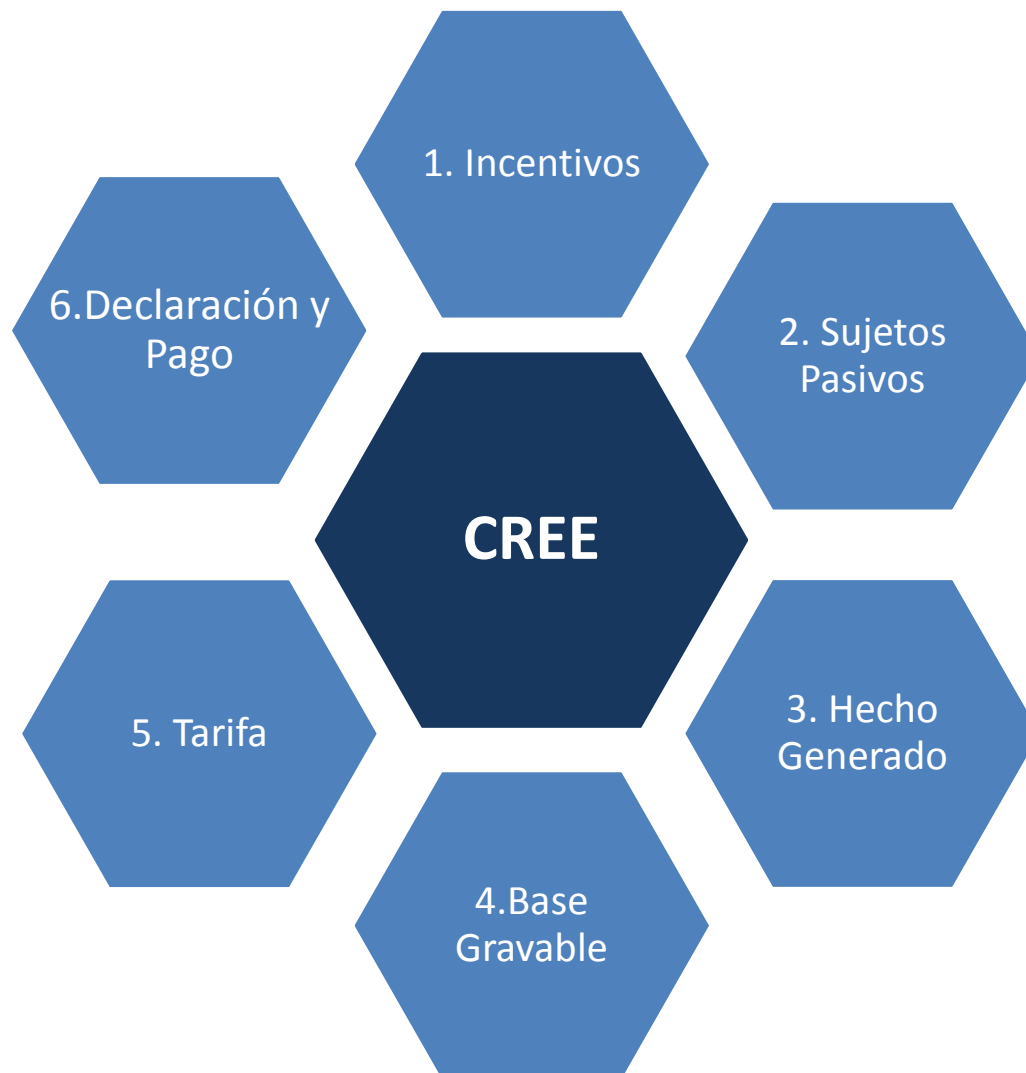 1. Incentivos
2. Sujetos
Pasivos
3. Hecho
Generado
4.Base
Gravable
5. Tarifa
6.Declaración y
Pago
CREE